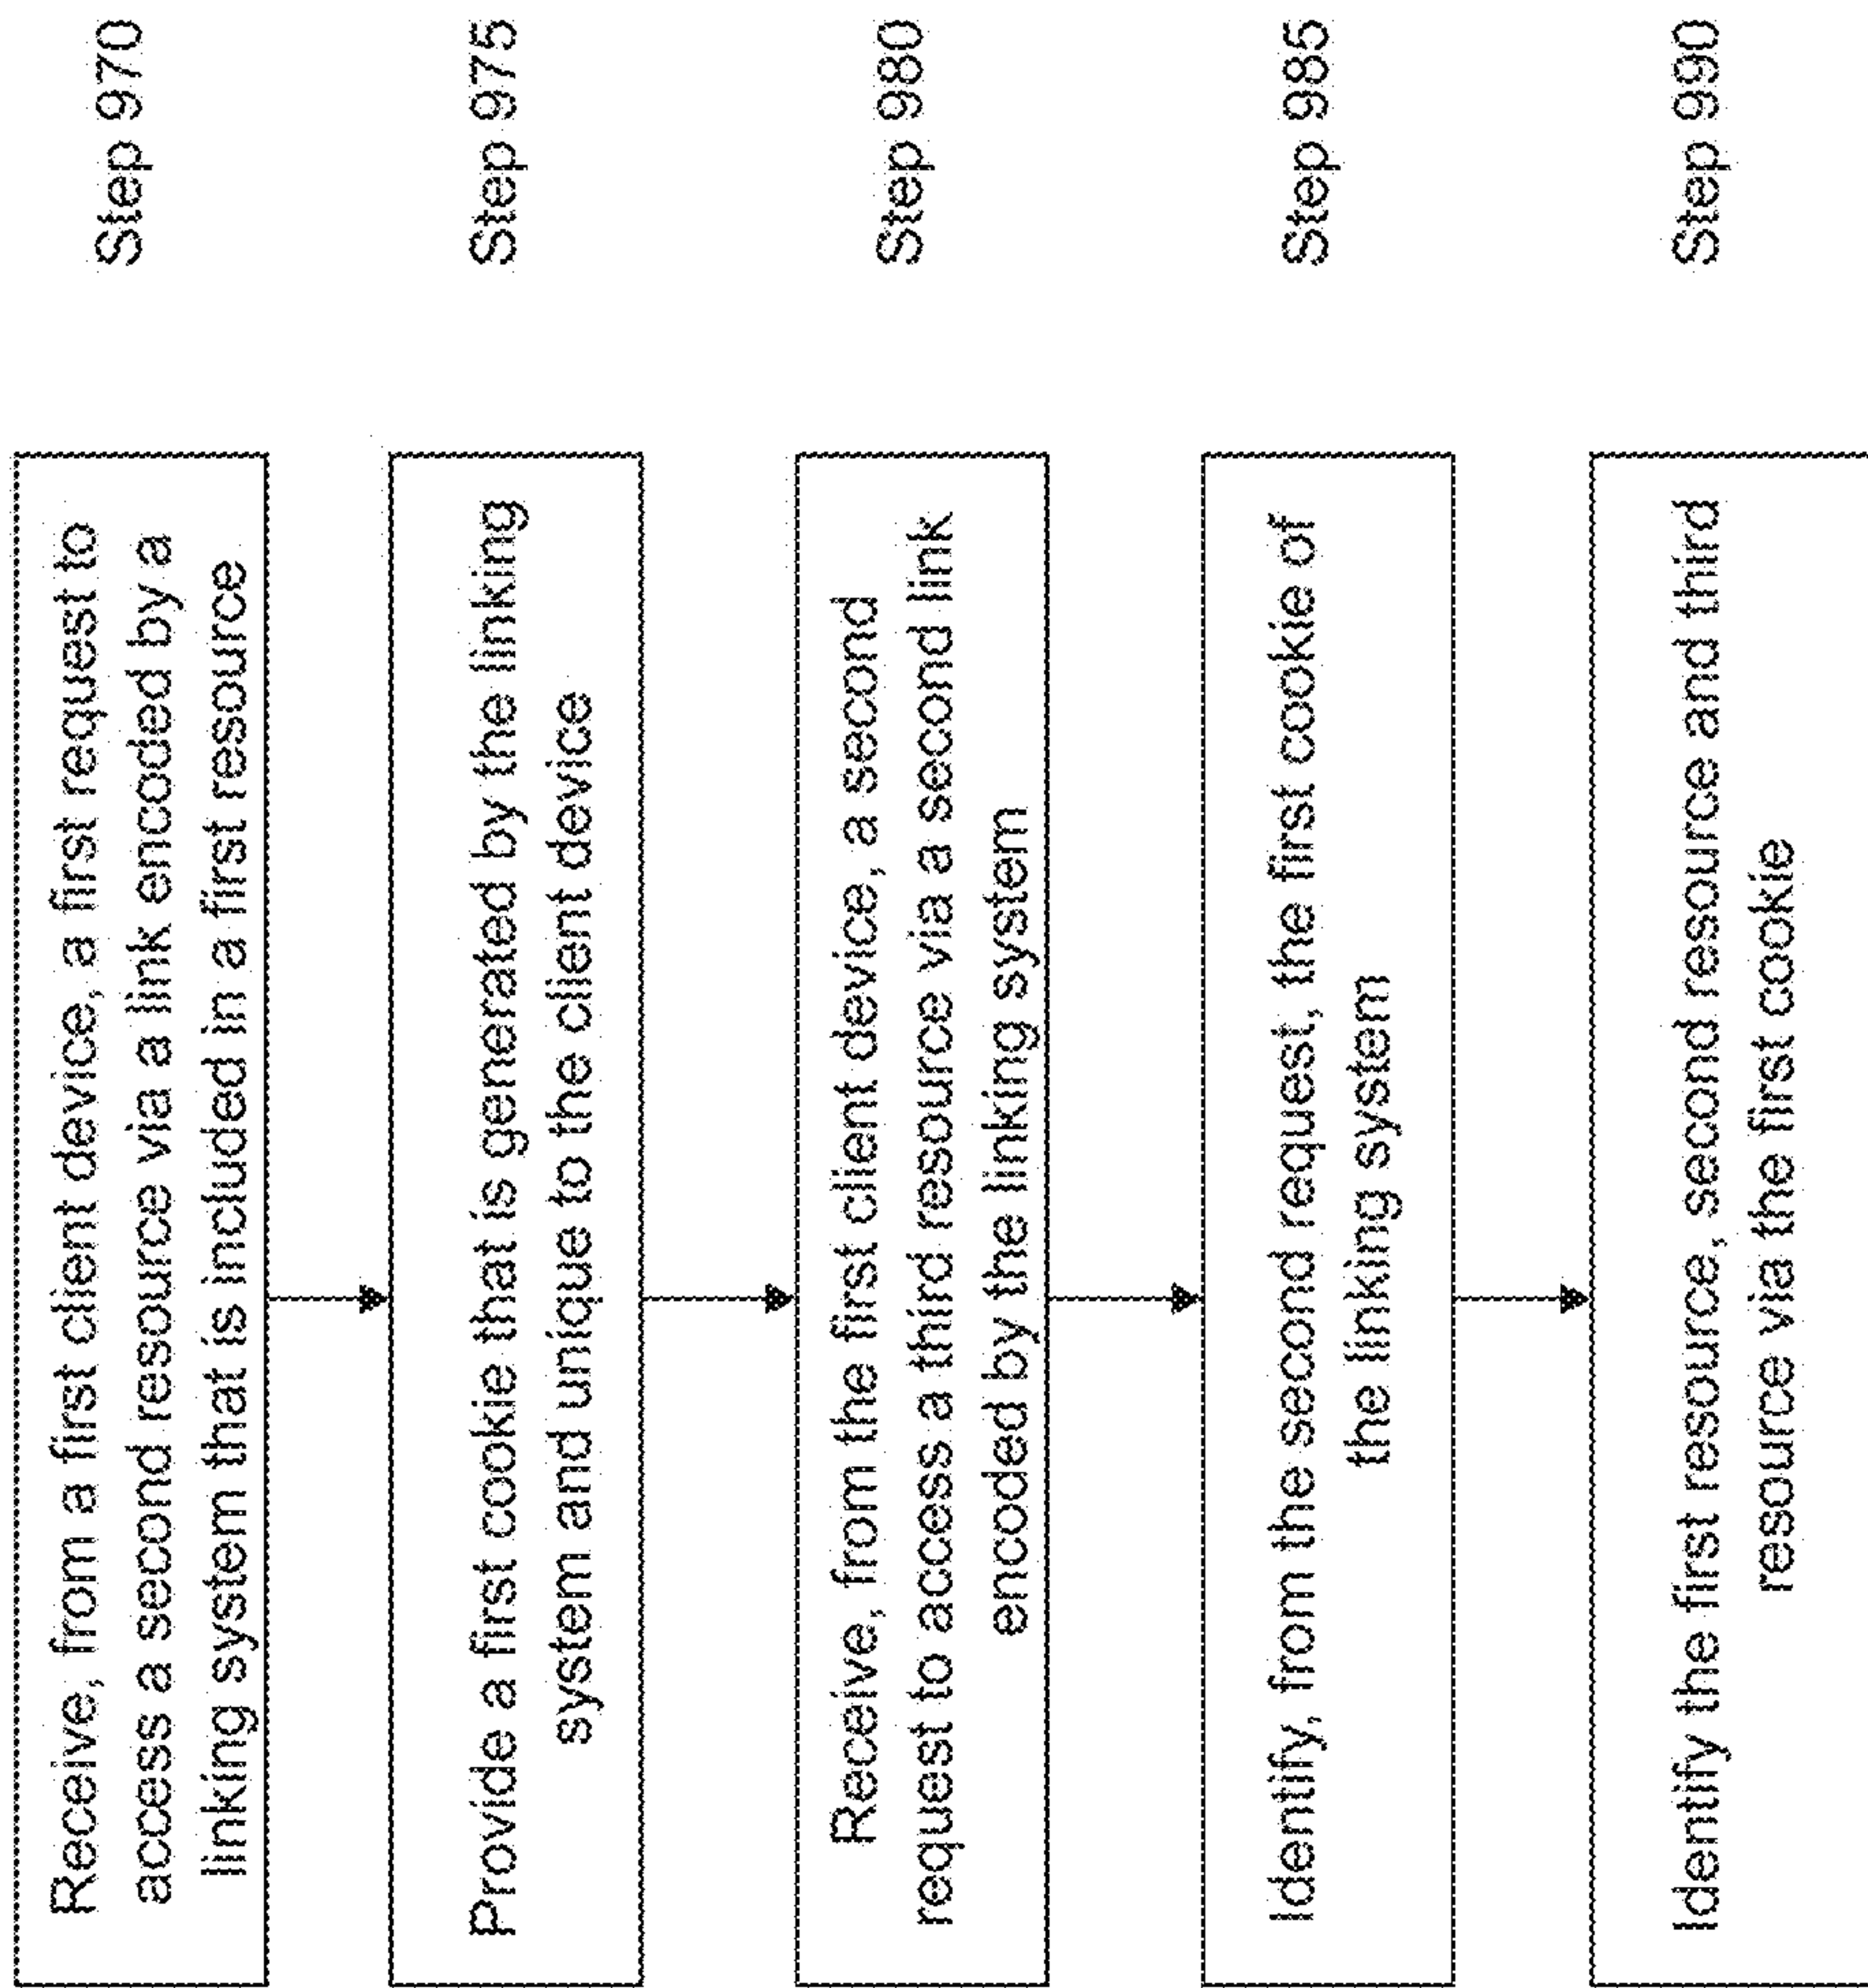 Receive, from a first client device, a first request to
access a second resource via a link encoded by a
linking system that is included in a first resource
Step 970
Provide a first cookie that is generated by the linking
system and unique to the client device
Step 975
Receive, from the first client device, a second
request to access a third resource via a second link
encoded by the linking system
Step 980
Identify, from the second request, the first cookie of
the linking system
Step 985
Identify the first resource, second resource and third
resource via the first cookie
Step 990